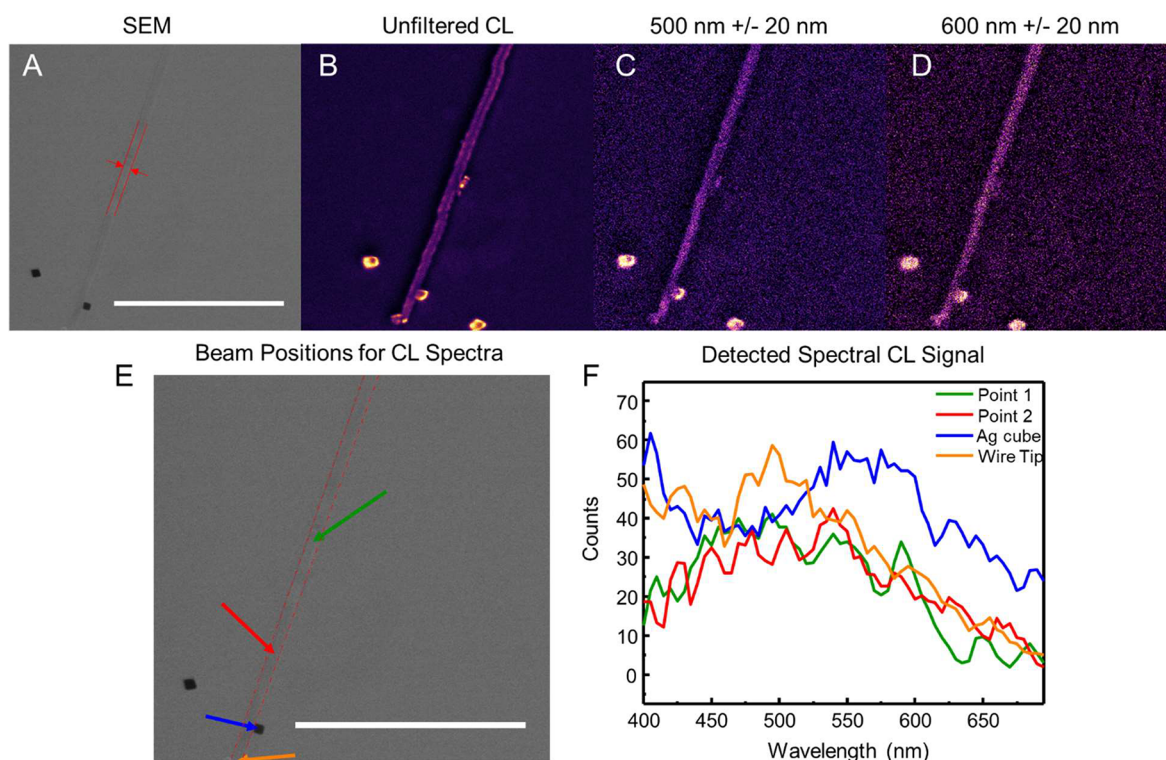 SEM
Unfiltered CL
500 nm +/- 20 nm
600 nm +/- 20 nm
A
B
C
D
Beam Positions for CL Spectra
Detected Spectral CL Signal
E
F
Point 1
Point 2
Ag cube
Wire Tip
Counts
70
60
50
40
30
20
10
0
400
450
500
550
600
650
Wavelength (nm)